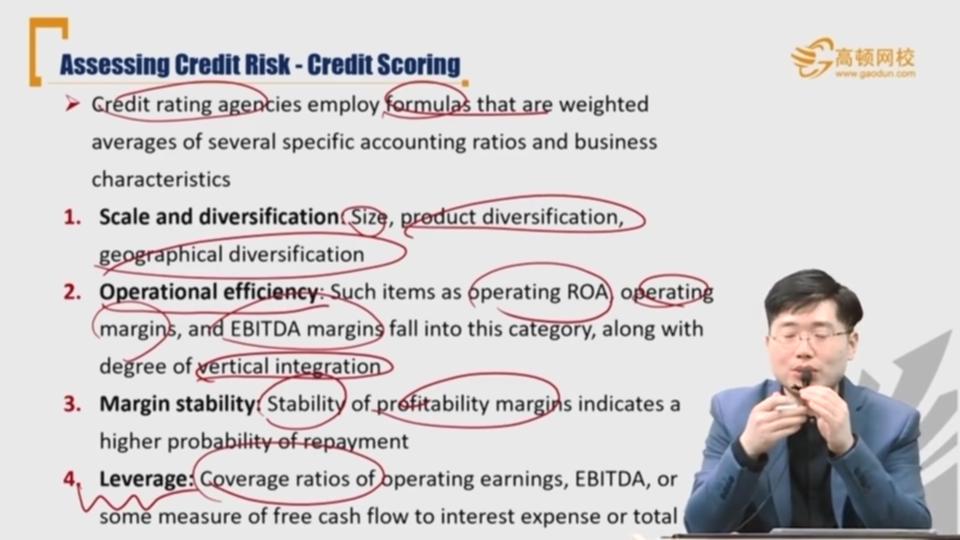 Assessing Credit Risk - Credit Scoring
高顿网校
www.gaodun.com
Credit rating agencies employ formulas that are weighted
averages of several specific accounting ratios and business
characteristics
1. Scale and diversification: Size, product diversification,
geographical diversification
2. Operational efficiency: Such items as operating ROA, operating
margins, and EBITDA margins fall into this category, along with
degree of vertical integration
3. Margin stability: Stability of profitability margins indicates a
higher probability of repayment
4. Leverage: Coverage ratios of operating earnings, EBITDA, or
some measure of free cash flow to interest expense or total